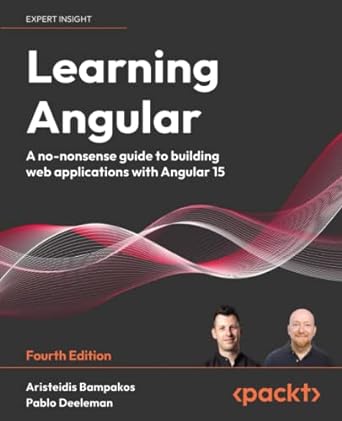 EXPERT INSIGHT
Learning
Angular
A no-nonsense guide to building
web applications with Angular 15
Fourth Edition
Aristeidis Bampakos
Pablo Deeleman
<packt>